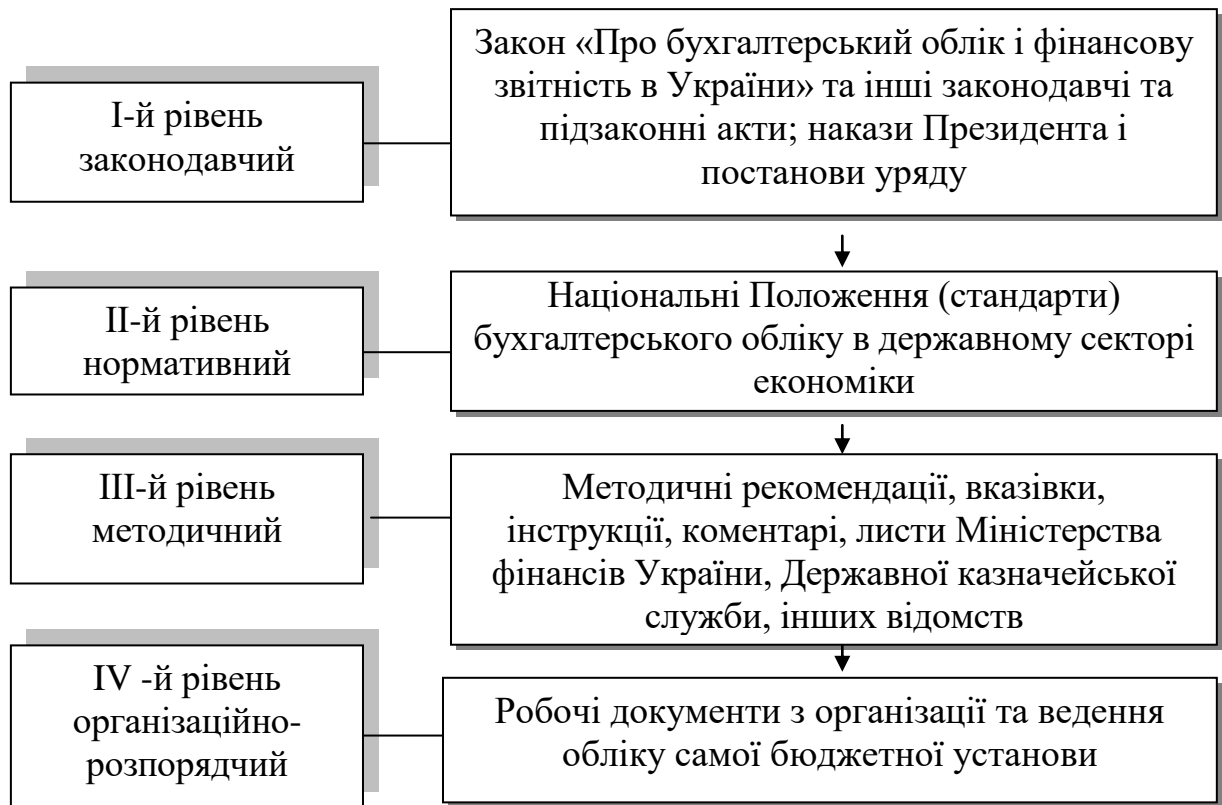 І-й рівень
законодавчий
Закон «Про бухгалтерський облік і фінансову
звітність в України» та інші законодавчі та
підзаконні акти; накази Президента і
постанови уряду
ІІ-й рівень
нормативний
Національні Положення (стандарти)
бухгалтерського обліку в державному секторі
економіки
ІІІ-й рівень
методичний
Методичні рекомендації, вказівки,
інструкції, коментарі, листи Міністерства
фінансів України, Державної казначейської
служби, інших відомств
IV -й рівень
організаційно-
розпорядчий
Робочі документи з організації та ведення
обліку самої бюджетної установи